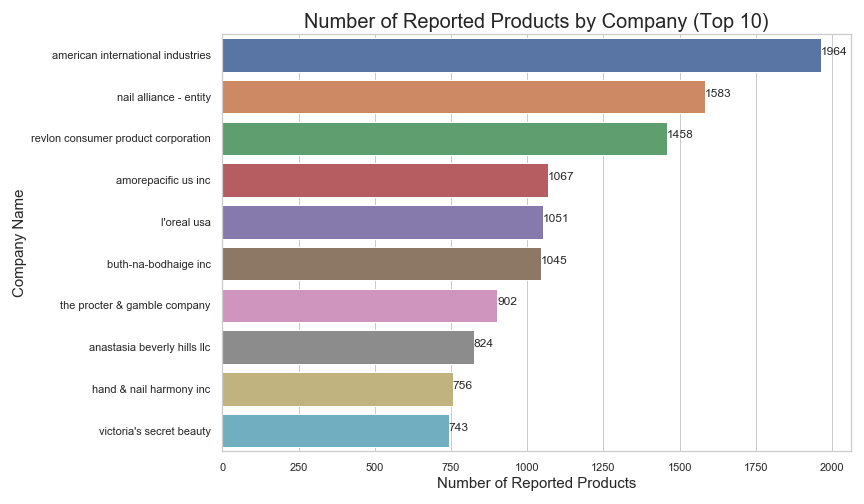 Number of Reported Products by Company (Top 10)
Company Name
american international industries 1964
nail alliance - entity 1583
revlon consumer product corporation 1458
amorepacific us inc 1067
l'oreal usa 1051
buth-na-bodhaige inc 1045
the procter & gamble company 902
anastasia beverly hills llc 824
hand & nail harmony inc 756
victoria's secret beauty 743
0 250 500 750 1000 1250 1500 1750 2000
Number of Reported Products